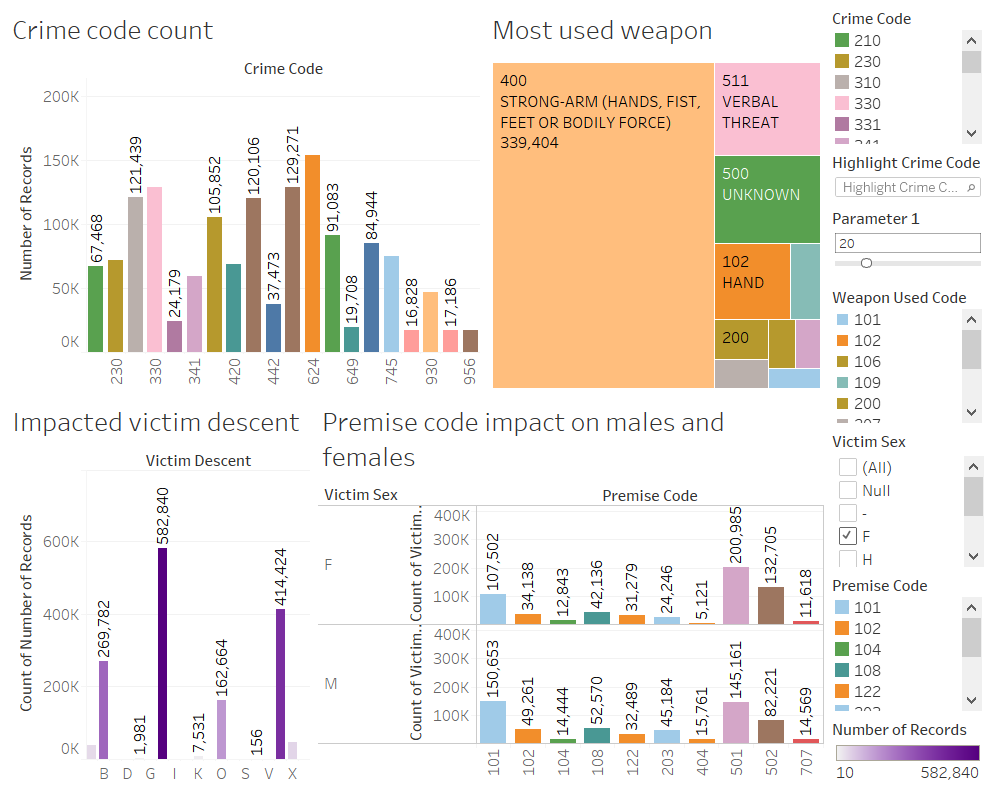 Crime code count
Crime Code
Number of Records
200K
150K
100K
50K
0K
67,468
121,439
24,179
105,852
120,106
37,473
129,271
91,083
19,708
84,944
16,828
17,186
230
330
341
420
442
624
649
745
930
956
Most used weapon
400
STRONG-ARM (HANDS, FIST,
FEET OR BODILY FORCE)
339,404
511
VERBAL
THREAT
500
UNKNOWN
102
HAND
200
Crime Code
210
230
310
330
331
Highlight Crime Code
Highlight Crime C...
Parameter 1
20
Weapon Used Code
101
102
106
109
200
Impacted victim descent
Victim Descent
Count of Number of Records
600K
400K
200K
0K
269,782
1,981
582,840
7,531
162,664
156
414,424
B
D
G
I
K
O
S
V
X
Premise code impact on males and
females
Victim Sex
Premise Code
F
Count of Victim..
400K
300K
200K
100K
107,502
34,138
12,843
42,136
31,279
24,246
5,121
200,985
132,705
11,618
M
Count of Victim..
400K
300K
200K
100K
150,653
49,261
14,444
52,570
32,489
45,184
15,761
145,161
82,221
14,569
101
102
104
108
122
203
404
501
502
707
Victim Sex
(All)
Null
-
F
H
Premise Code
101
102
104
108
122
Number of Records
10
582,840